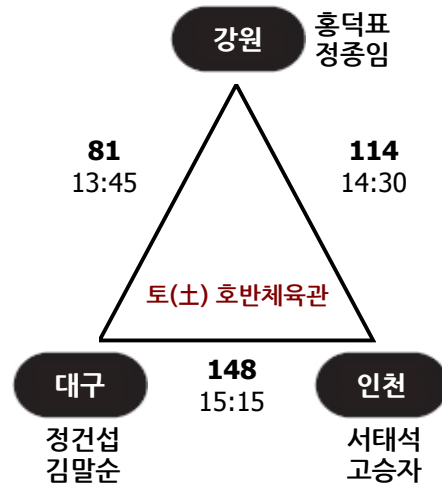 강원
홍덕표
정종임
81
13:45
114
14:30
토(土) 호반체육관
대구
148
15:15
인천
정건섭
김말순
서태석
고승자